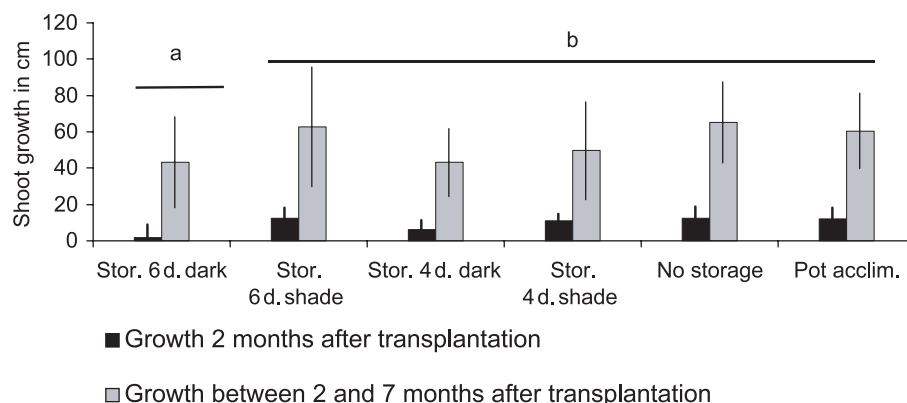 120
100
80
60
40
20
0
Shoot growth in cm
a
b
Stor. 6 d. dark
Stor.
6 d. shade
Stor. 4 d. dark
Stor.
4 d. shade
No storage
Pot acclim.
Growth 2 months after transplantation
Growth between 2 and 7 months after transplantation